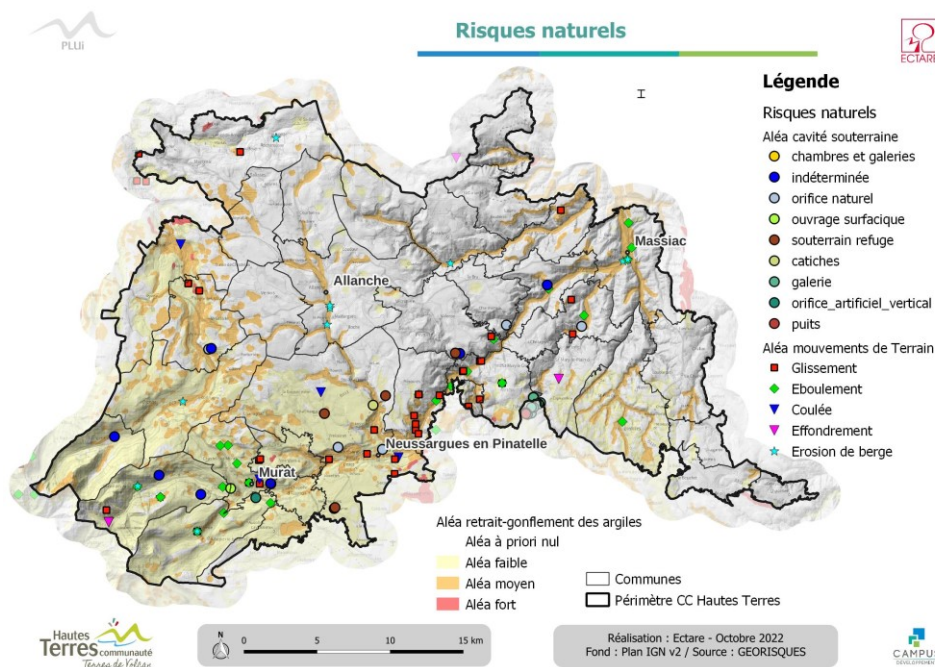 PLUi
Risques naturels
ECTARE
Légende
Risques naturels
Aléa cavité souterraine
chambres et galeries
indéterminée
orifice naturel
ouvrage surfacique
souterrain refuge
catiches
galerie
orifice_artificiel_vertical
puits
Aléa mouvements de Terrain
Glissement
Eboulement
Coulée
Effondrement
Erosion de berge
Massiac
Allanche
Neussargues en Pinatelle
Murat
Aléa retrait-gonflement des argiles
Aléa à priori nul
Aléa faible
Aléa moyen
Aléa fort
Communes
Périmètre CC Hautes Terres
Hautes
Terres communauté
Terres de Volcan
N
0 5 10 15 km
Réalisation : Ectare - Octobre 2022
Fond : Plan IGN v2 / Source : GEORISQUES
CAMPUS
DÉVELOPPEMENT